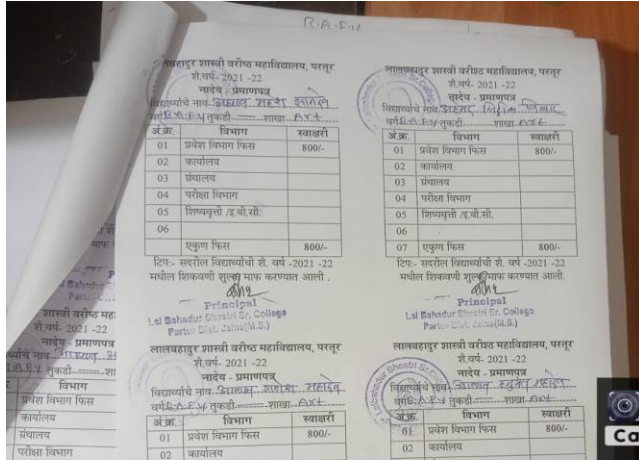 B.A.F.Y
लालबहादुर शास्त्री वरीष्ठ महाविद्यालय, परतूर
शै.वर्ष- 2021 -22
नादेय - प्रमाणपत्र
विद्यार्थ्याचे नाव
वर्ग B.A.F.Y तुकडी शाखा Art
अं.क्र. विभाग स्वाक्षरी
01 प्रवेश विभाग फिस 800/-
02 कार्यालय
03 ग्रंथालय
04 परीक्षा विभाग
05 शिष्यवृत्ती /इ.बी.सी.
06
एकुण फिस 800/-
टिप:- सदरील विद्यार्थ्याची शै. वर्ष -2021 -22
मधील शिकवणी शुल्क माफ करण्यात आली.
Principal
Lal Bahadur Shastri Sr. College
Partur Dist. Jalna(M.S.)
लालबहादुर शास्त्री वरीष्ठ महाविद्यालय, परतूर
शै.वर्ष- 2021 -22
नादेय - प्रमाणपत्र
विद्यार्थ्याचे नाव
वर्ग B.A.F.Y तुकडी शाखा Art
अं.क्र. विभाग स्वाक्षरी
01 प्रवेश विभाग फिस 800/-
02 कार्यालय
03 ग्रंथालय
04 परीक्षा विभाग
05 शिष्यवृत्ती /इ.बी.सी.
06
07 एकुण फिस 800/-
टिप:- सदरील विद्यार्थ्याची शै. वर्ष -2021 -22
मधील शिकवणी शुल्क माफ करण्यात आली.
Principal
Lal Bahadur Shastri Sr. College
Partur Dist. Jalna(M.S.)
शास्त्री वरीष्ठ मह
शै.वर्ष- 2021 -22
नादेय - प्रमाणपत्र
नाव
तुकडी
विभाग
प्रवेश विभाग फिस
कार्यालय
ग्रंथालय
परीक्षा विभाग
लालबहादुर शास्त्री वरीष्ठ महाविद्यालय, परतूर
शै.वर्ष- 2021 -22
नादेय - प्रमाणपत्र
विद्यार्थ्याचे नाव
वर्ग B.A.F.Y तुकडी शाखा Art
अं.क्र. विभाग स्वाक्षरी
01 प्रवेश विभाग फिस 800/-
02 कार्यालय
लालबहादुर शास्त्री वरीष्ठ महाविद्यालय, परतूर
शै.वर्ष- 2021 -22
नादेय - प्रमाणपत्र
विद्यार्थ्याचे नाव
वर्ग B.A.F.Y तुकडी शाखा Art
अं.क्र. विभाग स्वाक्षरी
01 प्रवेश विभाग फिस 800/-
02 कार्यालय
Ca